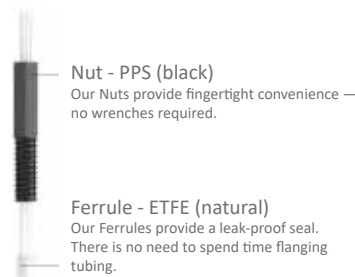 Nut - PPS (black)
Our Nuts provide fingertight convenience —
no wrenches required.
Ferrule - ETFE (natural)
Our Ferrules provide a leak-proof seal.
There is no need to spend time flanging
tubing.